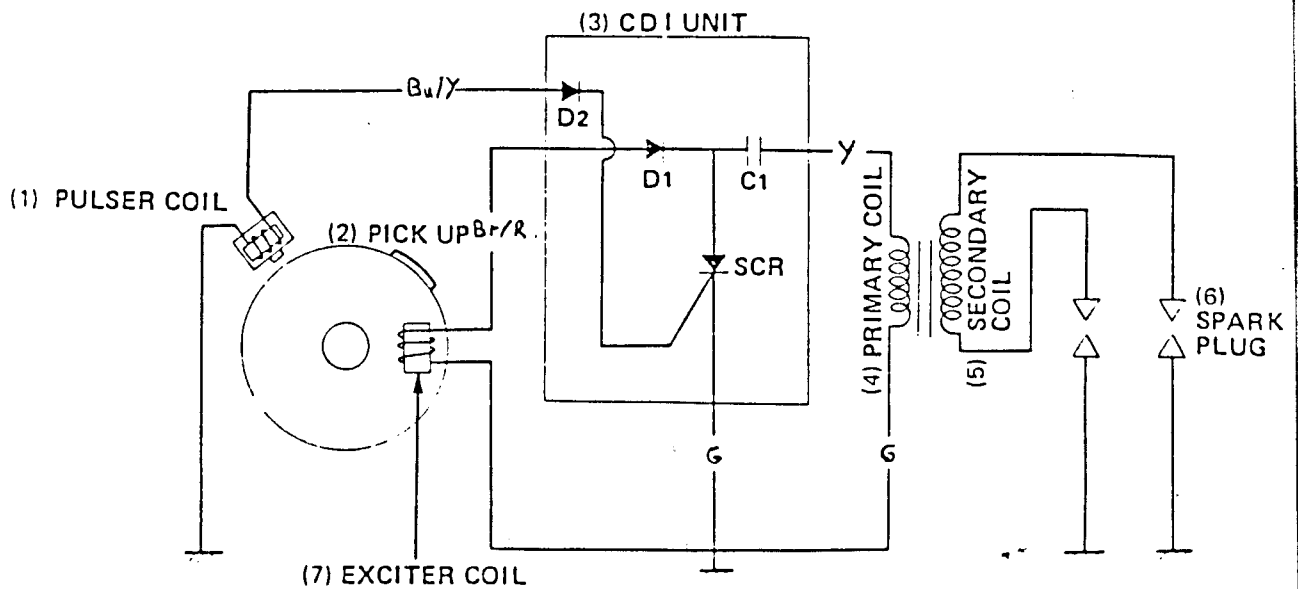 (3) CDI UNIT
Bu/Y
D2
D1
C1
Y
(1) PULSER COIL
(2) PICK UP
Br/R
SCR
(4) PRIMARY COIL
SECONDARY
COIL
(5)
(6)
SPARK
PLUG
G
G
(7) EXCITER COIL